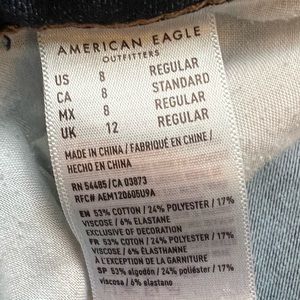 AMERICAN EAGLE
OUTFITTERS
US 8 REGULAR
CA 8 STANDARD
MX 8 REGULAR
UK 12 REGULAR
MADE IN CHINA / FABRIQUÉ EN CHINE /
HECHO EN CHINA
RN 54485/CA 03873
RFC# AEM120605U9A
EN 53% COTTON / 24% POLYESTER / 17%
VISCOSE / 6% ELASTANE
EXCLUSIVE OF DECORATION
FR 53% COTON / 24% POLYESTER / 17%
VISCOSE / 6% ÉLASTHANNE
À L'EXCEPTION DE LA GARNITURE
SP 53% algodón / 24% poliéster / 17%
viscosa / 6% elastano